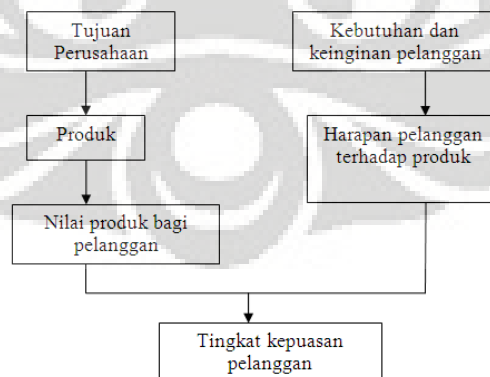 Tujuan
Perusahaan
Kebutuhan dan
keinginan pelanggan
Produk
Harapan pelanggan
terhadap produk
Nilai produk bagi
pelanggan
Tingkat kepuasan
pelanggan